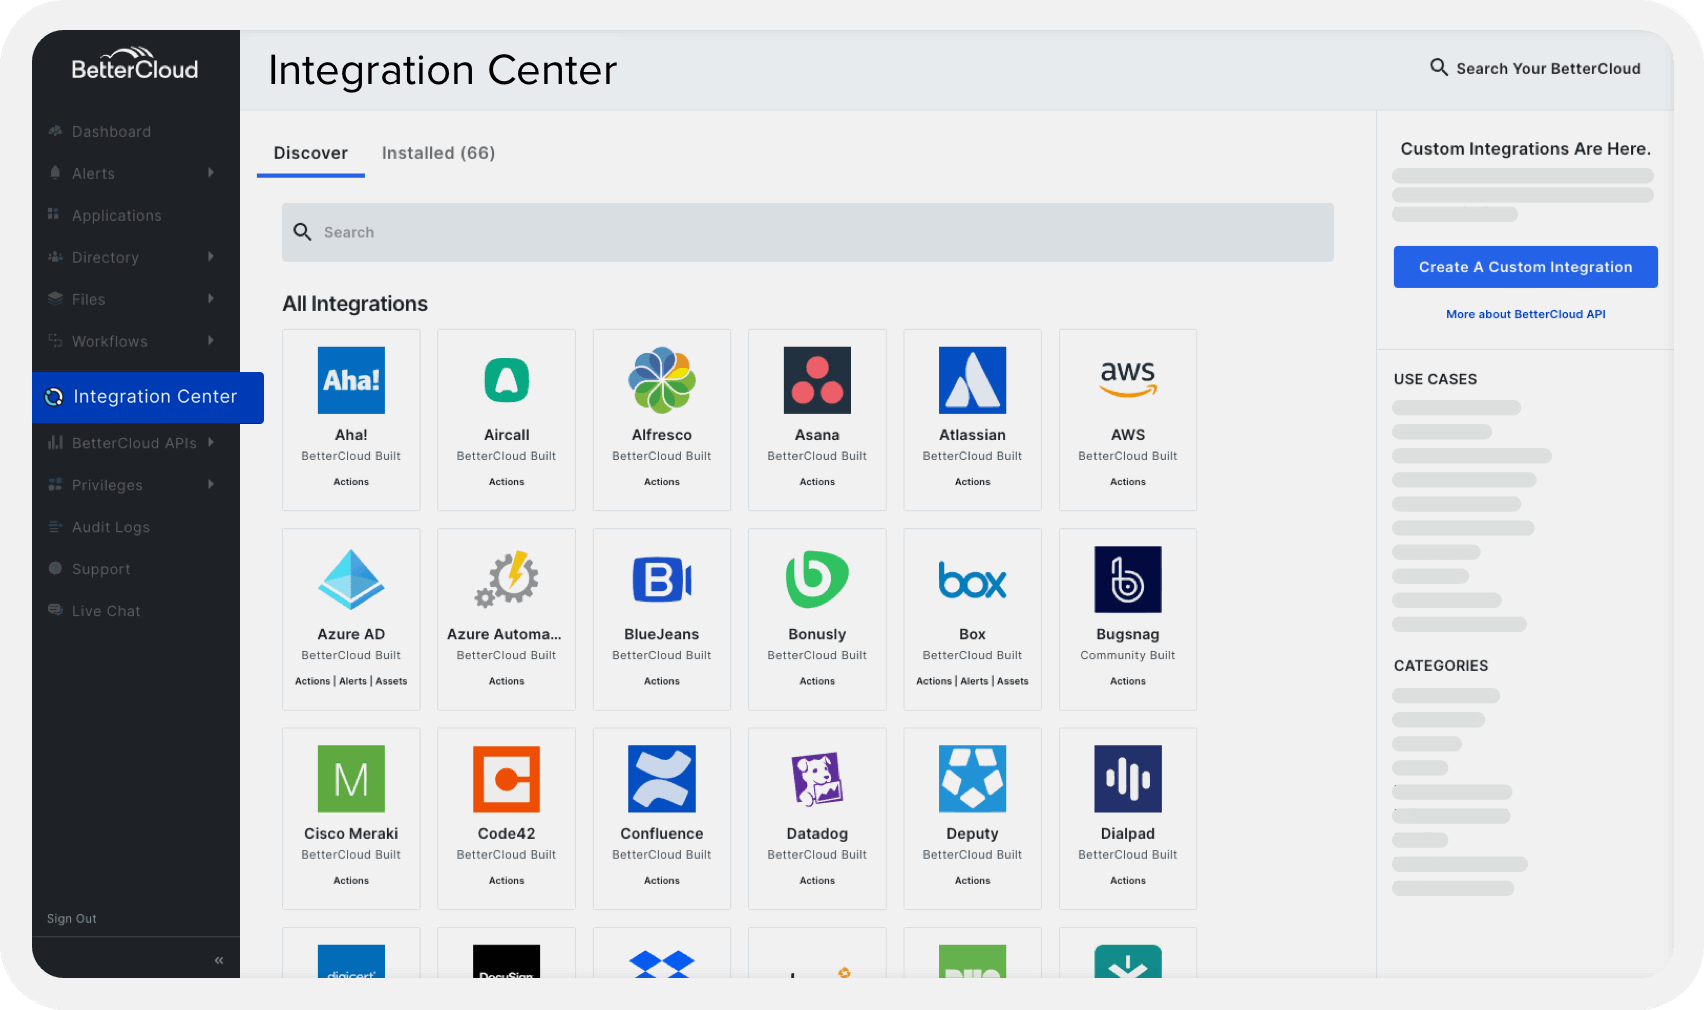 BetterCloud
Integration Center
Search Your BetterCloud
Dashboard
Alerts
Applications
Directory
Files
Workflows
Integration Center
BetterCloud APIs
Privileges
Audit Logs
Support
Live Chat
Sign Out
«
Discover
Installed (66)
Search
All Integrations
Aha!
Aha!
BetterCloud Built
Actions
Aircall
BetterCloud Built
Actions
Alfresco
BetterCloud Built
Actions
Asana
BetterCloud Built
Actions
Atlassian
BetterCloud Built
Actions
aws
AWS
BetterCloud Built
Actions
Azure AD
BetterCloud Built
Actions | Alerts | Assets
Azure Automa...
BetterCloud Built
Actions
B
BlueJeans
BetterCloud Built
Actions
b
Bonusly
BetterCloud Built
Actions
box
Box
BetterCloud Built
Actions | Alerts | Assets
b
Bugsnag
Community Built
Actions
M
Cisco Meraki
BetterCloud Built
Actions
Code42
BetterCloud Built
Actions
Confluence
BetterCloud Built
Actions
Datadog
BetterCloud Built
Actions
Deputy
BetterCloud Built
Actions
Dialpad
BetterCloud Built
Actions
digicert
DocuSign
Custom Integrations Are Here.
Create A Custom Integration
More about BetterCloud API
USE CASES
CATEGORIES